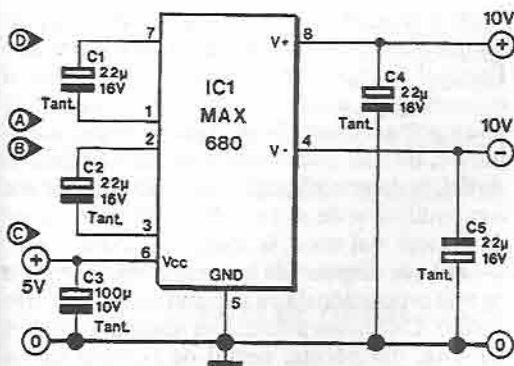 D
7
C1
22µ
16V
Tant.
A
1
B
2
C2
22µ
16V
Tant.
C
3
+
5V
6
Vcc
C3
100µ
10V
Tant.
0
IC1
MAX
680
GND
5
V+
8
V-
4
C4
22µ
16V
Tant.
10V
+
10V
−
C5
22µ
16V
Tant.
0